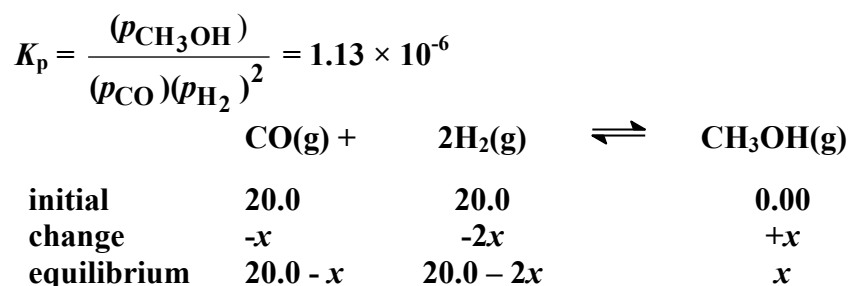 Kp = (pCH3OH) / (pCO)(pH2)^2 = 1.13 × 10^-6
CO(g) + 2H2(g) ⇌ CH3OH(g)
initial 20.0 20.0 0.00
change -x -2x +x
equilibrium 20.0 - x 20.0 – 2x x